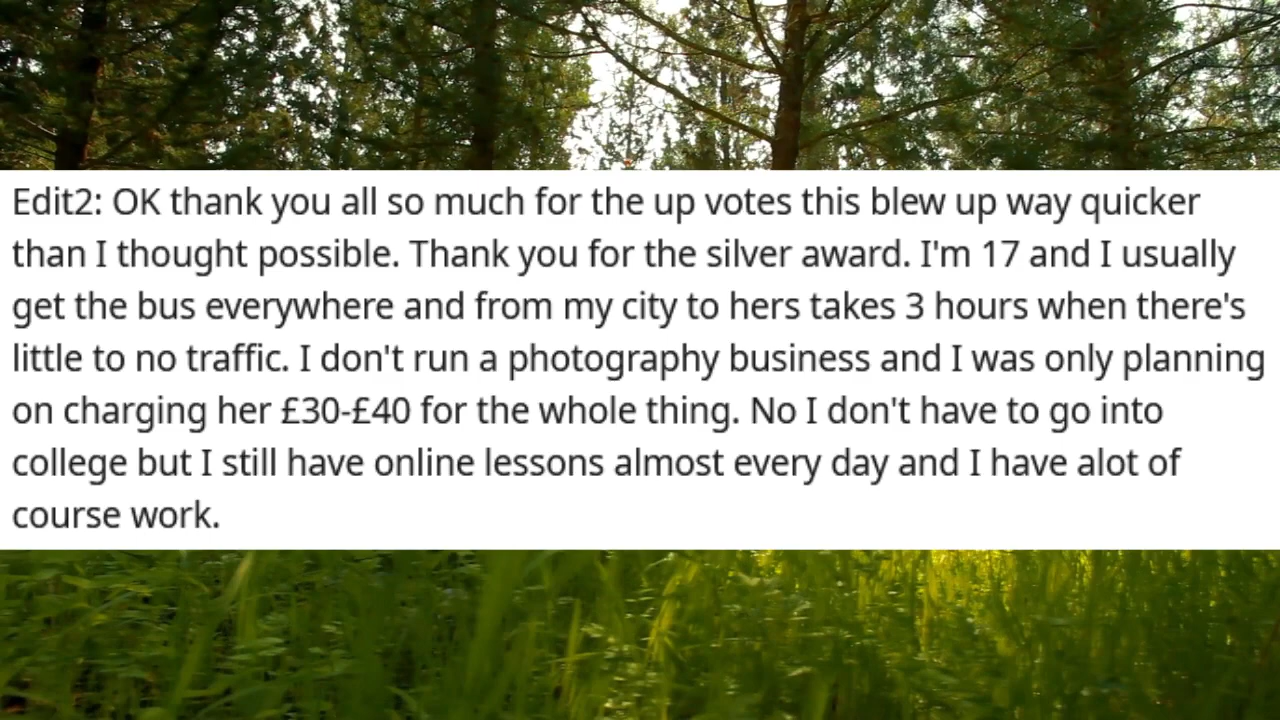 Edit2: OK thank you all so much for the up votes this blew up way quicker
than I thought possible. Thank you for the silver award. I'm 17 and I usually
get the bus everywhere and from my city to hers takes 3 hours when there's
little to no traffic. I don't run a photography business and I was only planning
on charging her £30-£40 for the whole thing. No I don't have to go into
college but I still have online lessons almost every day and I have alot of
course work.